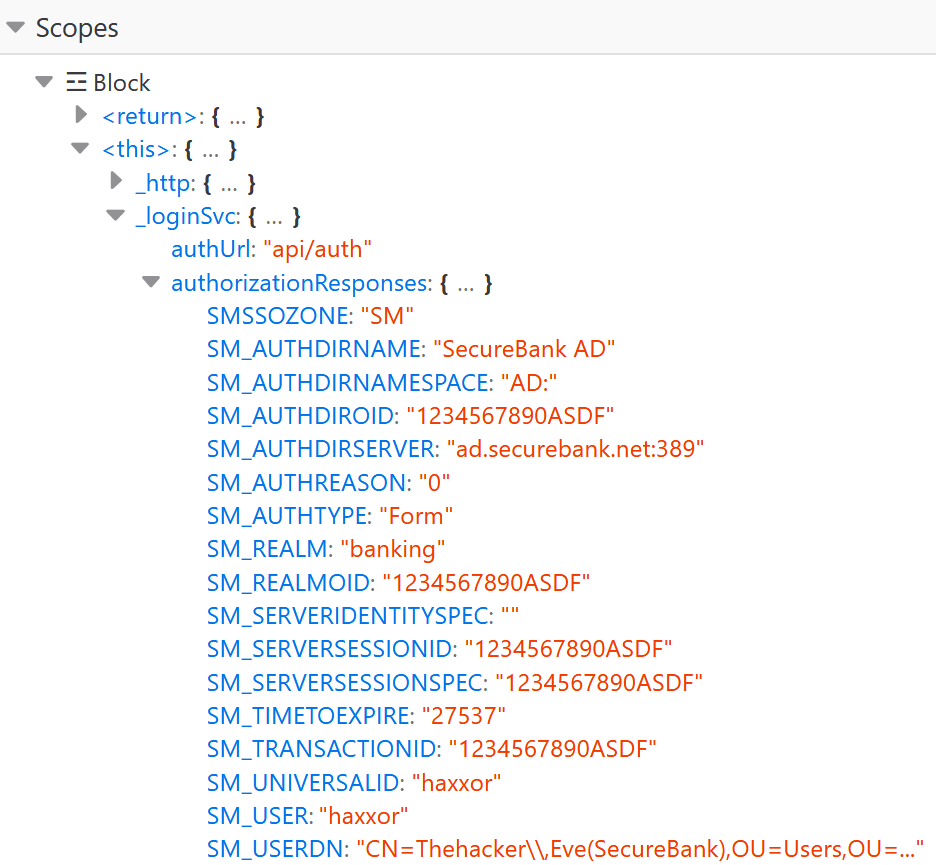 Scopes
Block
<return>: { ... }
<this>: { ... }
_http: { ... }
_loginSvc: { ... }
authUrl: "api/auth"
authorizationResponses: { ... }
SMSSOZONE: "SM"
SM_AUTHDIRNAME: "SecureBank AD"
SM_AUTHDIRNAMESPACE: "AD:"
SM_AUTHDIROID: "1234567890ASDF"
SM_AUTHDIRSERVER: "ad.securebank.net:389"
SM_AUTHREASON: "0"
SM_AUTHTYPE: "Form"
SM_REALM: "banking"
SM_REALMOID: "1234567890ASDF"
SM_SERVERIDENTITYSPEC: ""
SM_SERVERSESSIONID: "1234567890ASDF"
SM_SERVERSESSIONSPEC: "1234567890ASDF"
SM_TIMETOEXPIRE: "27537"
SM_TRANSACTIONID: "1234567890ASDF"
SM_UNIVERSALID: "haxxor"
SM_USER: "haxxor"
SM_USERDN: "CN=Thehacker\\,Eve(SecureBank),OU=Users,OU=..."